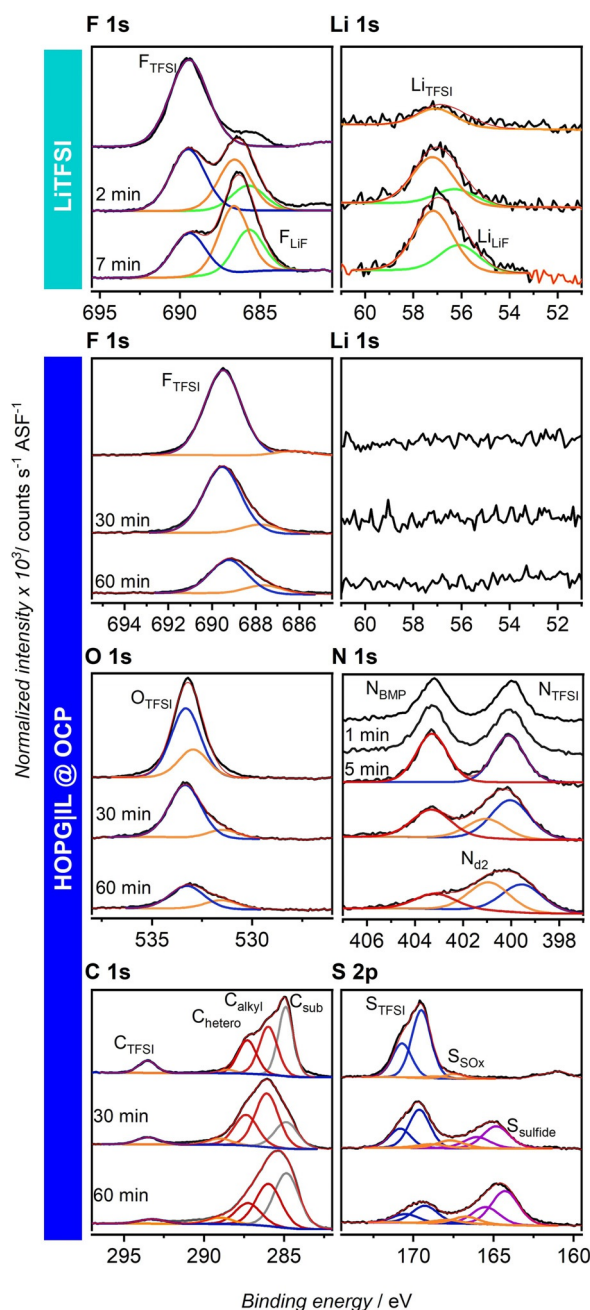 F 1s
Li 1s
F_TFSI
Li_TFSI
2 min
7 min
F_LiF
Li_LiF
695 690 685
60 58 56 54 52
LiTFSI
F 1s
Li 1s
F_TFSI
30 min
60 min
694 692 690 688 686
60 58 56 54 52
O 1s
N 1s
O_TFSI
N_BMP
N_TFSI
1 min
5 min
30 min
60 min
N_d2
535 530
406 404 402 400 398
C 1s
S 2p
C_TFSI
C_hetero
C_alkyl
C_sub
S_TFSI
S_SOx
30 min
S_sulfide
60 min
295 290 285
170 165 160
HOPG|IL @ OCP
Normalized intensity x 10³/ counts s⁻¹ ASF⁻¹
Binding energy / eV